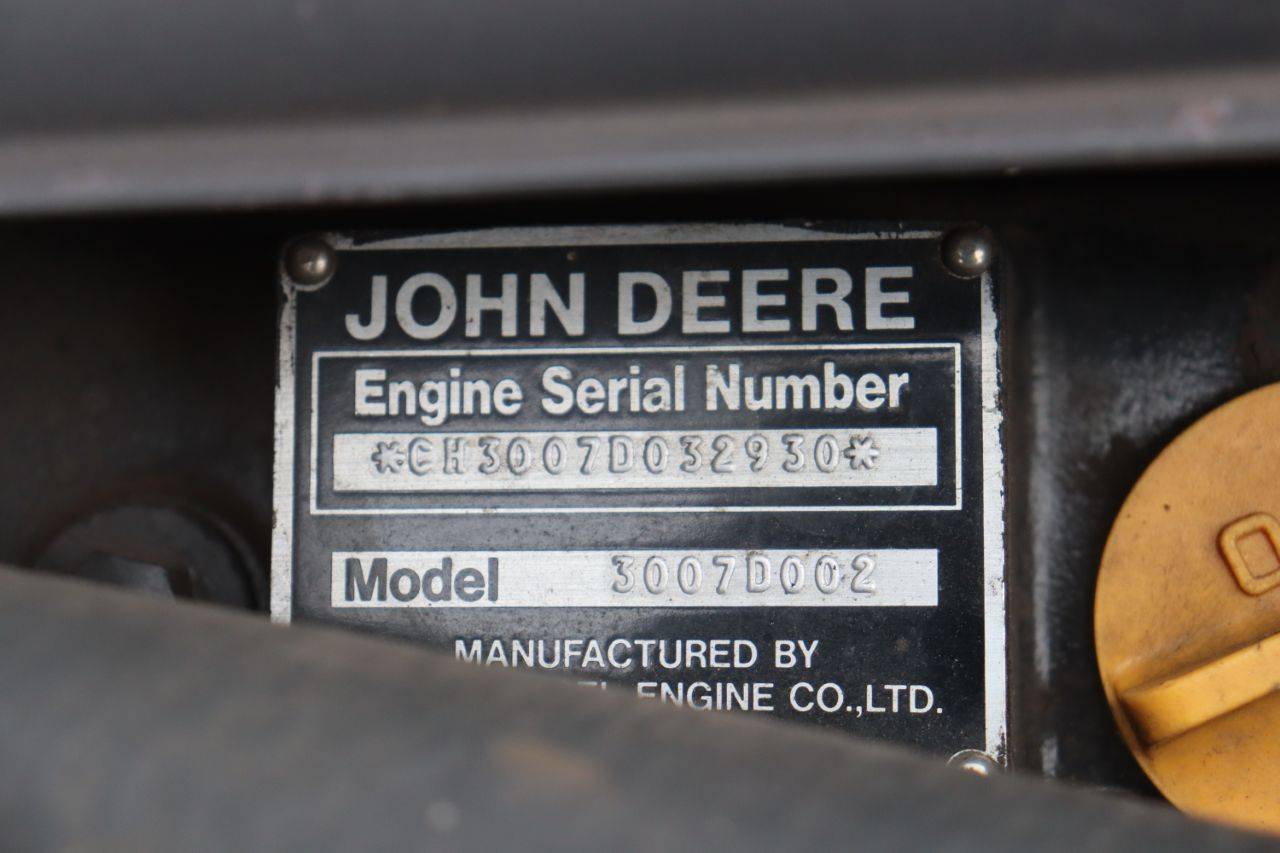 JOHN DEERE
Engine Serial Number
*CH3007D032930*
Model 3007D002
MANUFACTURED BY
ENGINE CO.,LTD.
O